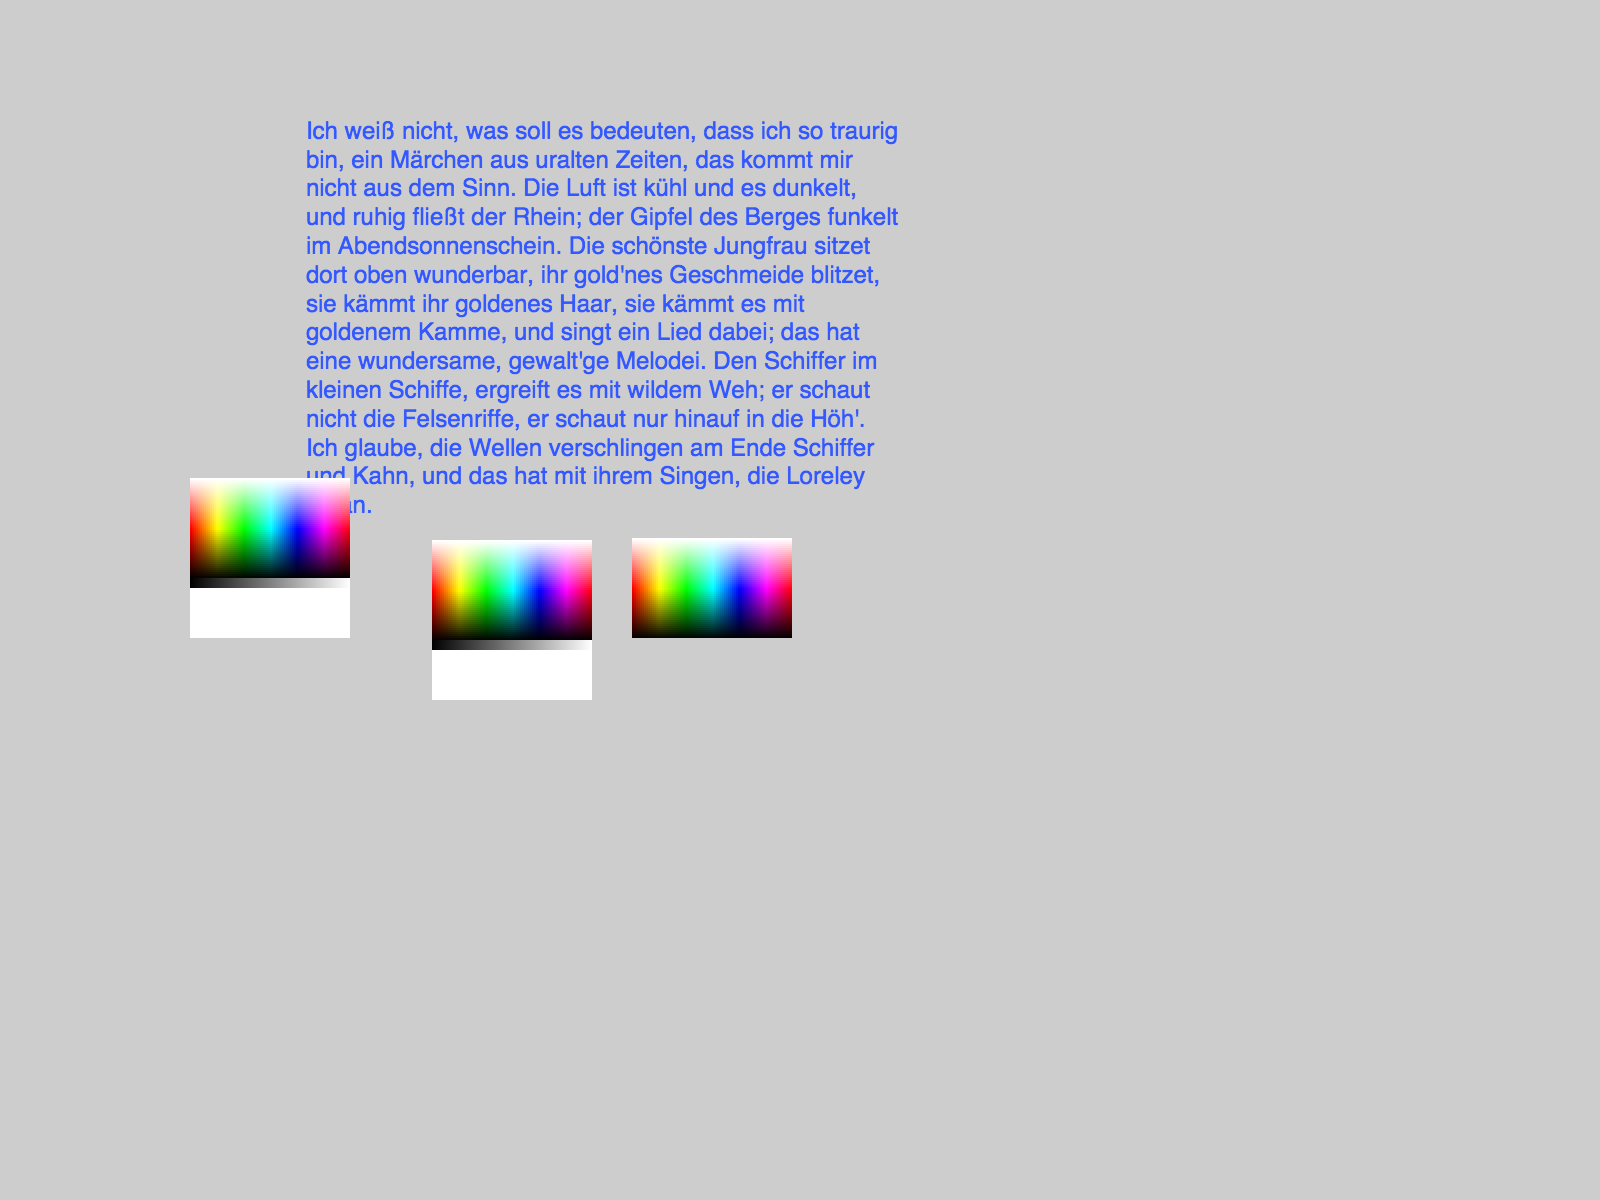 Ich weiß nicht, was soll es bedeuten, dass ich so traurig
bin, ein Märchen aus uralten Zeiten, das kommt mir
nicht aus dem Sinn. Die Luft ist kühl und es dunkelt,
und ruhig fließt der Rhein; der Gipfel des Berges funkelt
im Abendsonnenschein. Die schönste Jungfrau sitzet
dort oben wunderbar, ihr gold'nes Geschmeide blitzet,
sie kämmt ihr goldenes Haar, sie kämmt es mit
goldenem Kamme, und singt ein Lied dabei; das hat
eine wundersame, gewalt'ge Melodei. Den Schiffer im
kleinen Schiffe, ergreift es mit wildem Weh; er schaut
nicht die Felsenriffe, er schaut nur hinauf in die Höh'.
Ich glaube, die Wellen verschlingen am Ende Schiffer
und Kahn, und das hat mit ihrem Singen, die Loreley